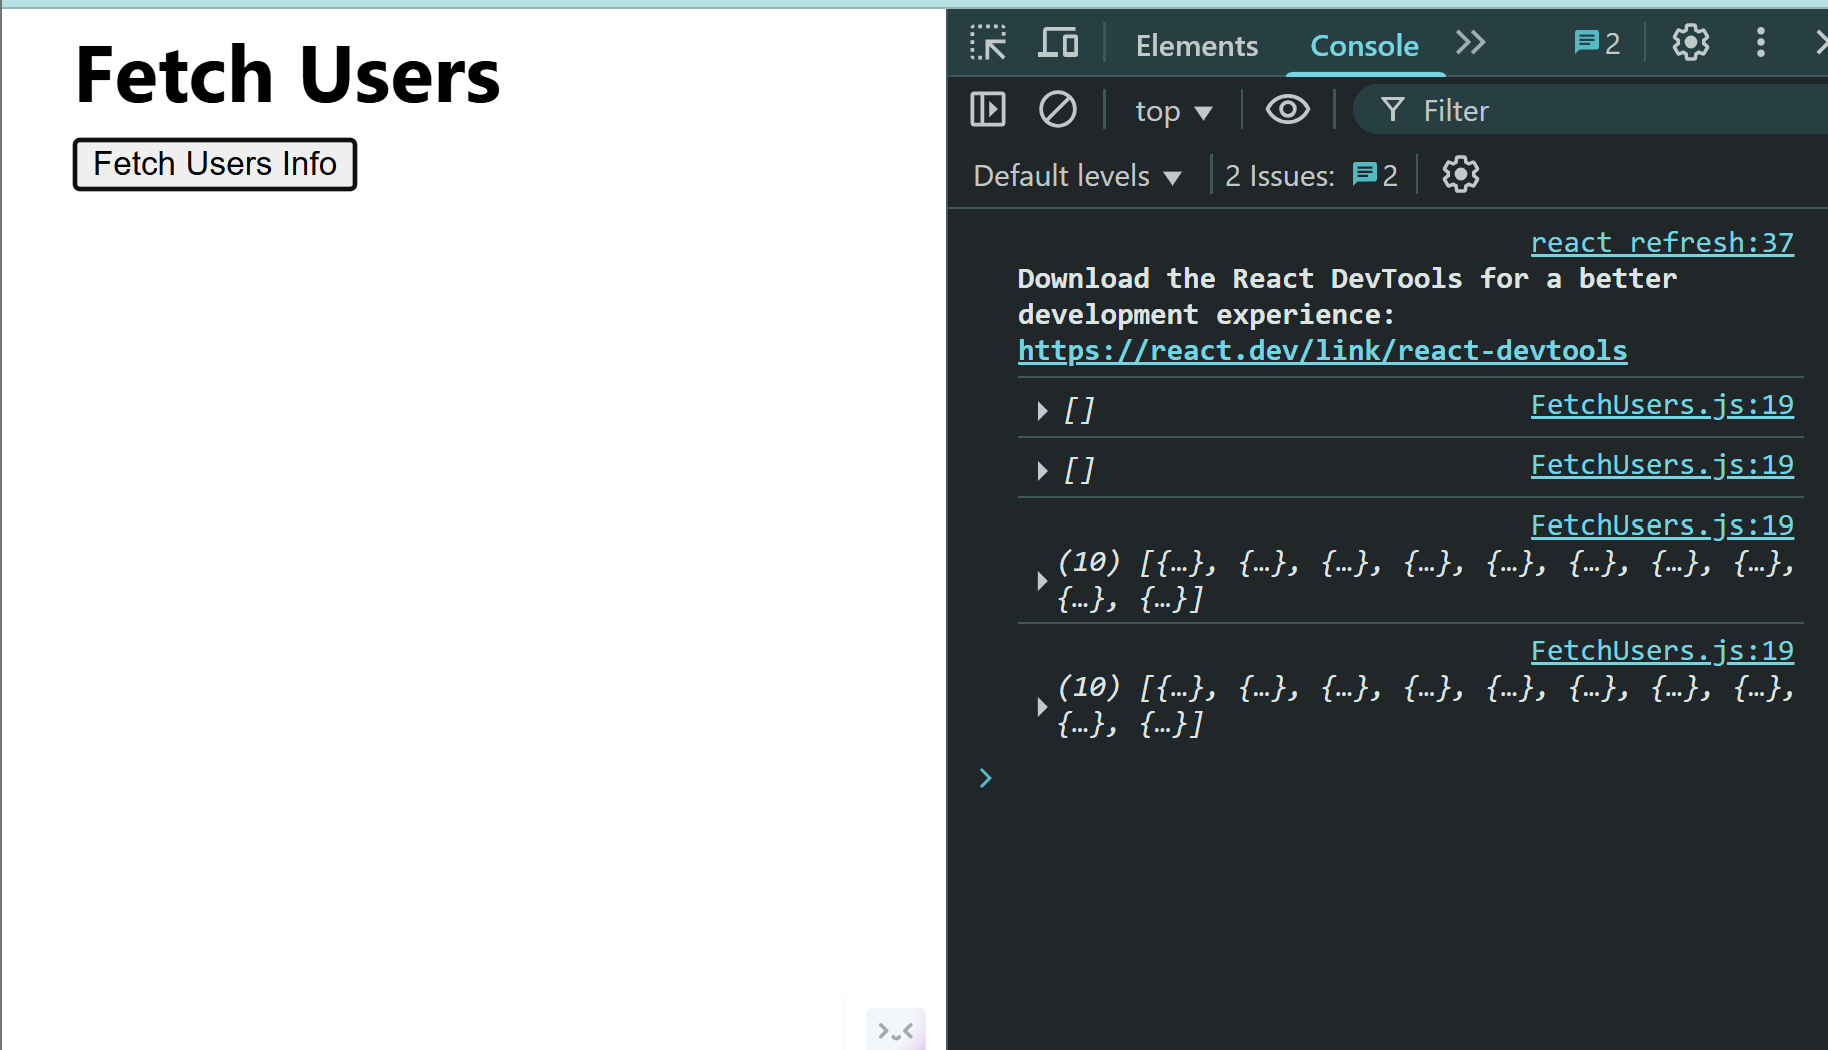 Fetch Users
Fetch Users Info
Elements
Console
2
top
Filter
Default levels
2 Issues:
2
react refresh:37
Download the React DevTools for a better
development experience:
https://react.dev/link/react-devtools
[]
FetchUsers.js:19
[]
FetchUsers.js:19
FetchUsers.js:19
(10) [{…}, {…}, {…}, {…}, {…}, {…}, {…}, {…},
{…}, {…}]
FetchUsers.js:19
(10) [{…}, {…}, {…}, {…}, {…}, {…}, {…}, {…},
{…}, {…}]